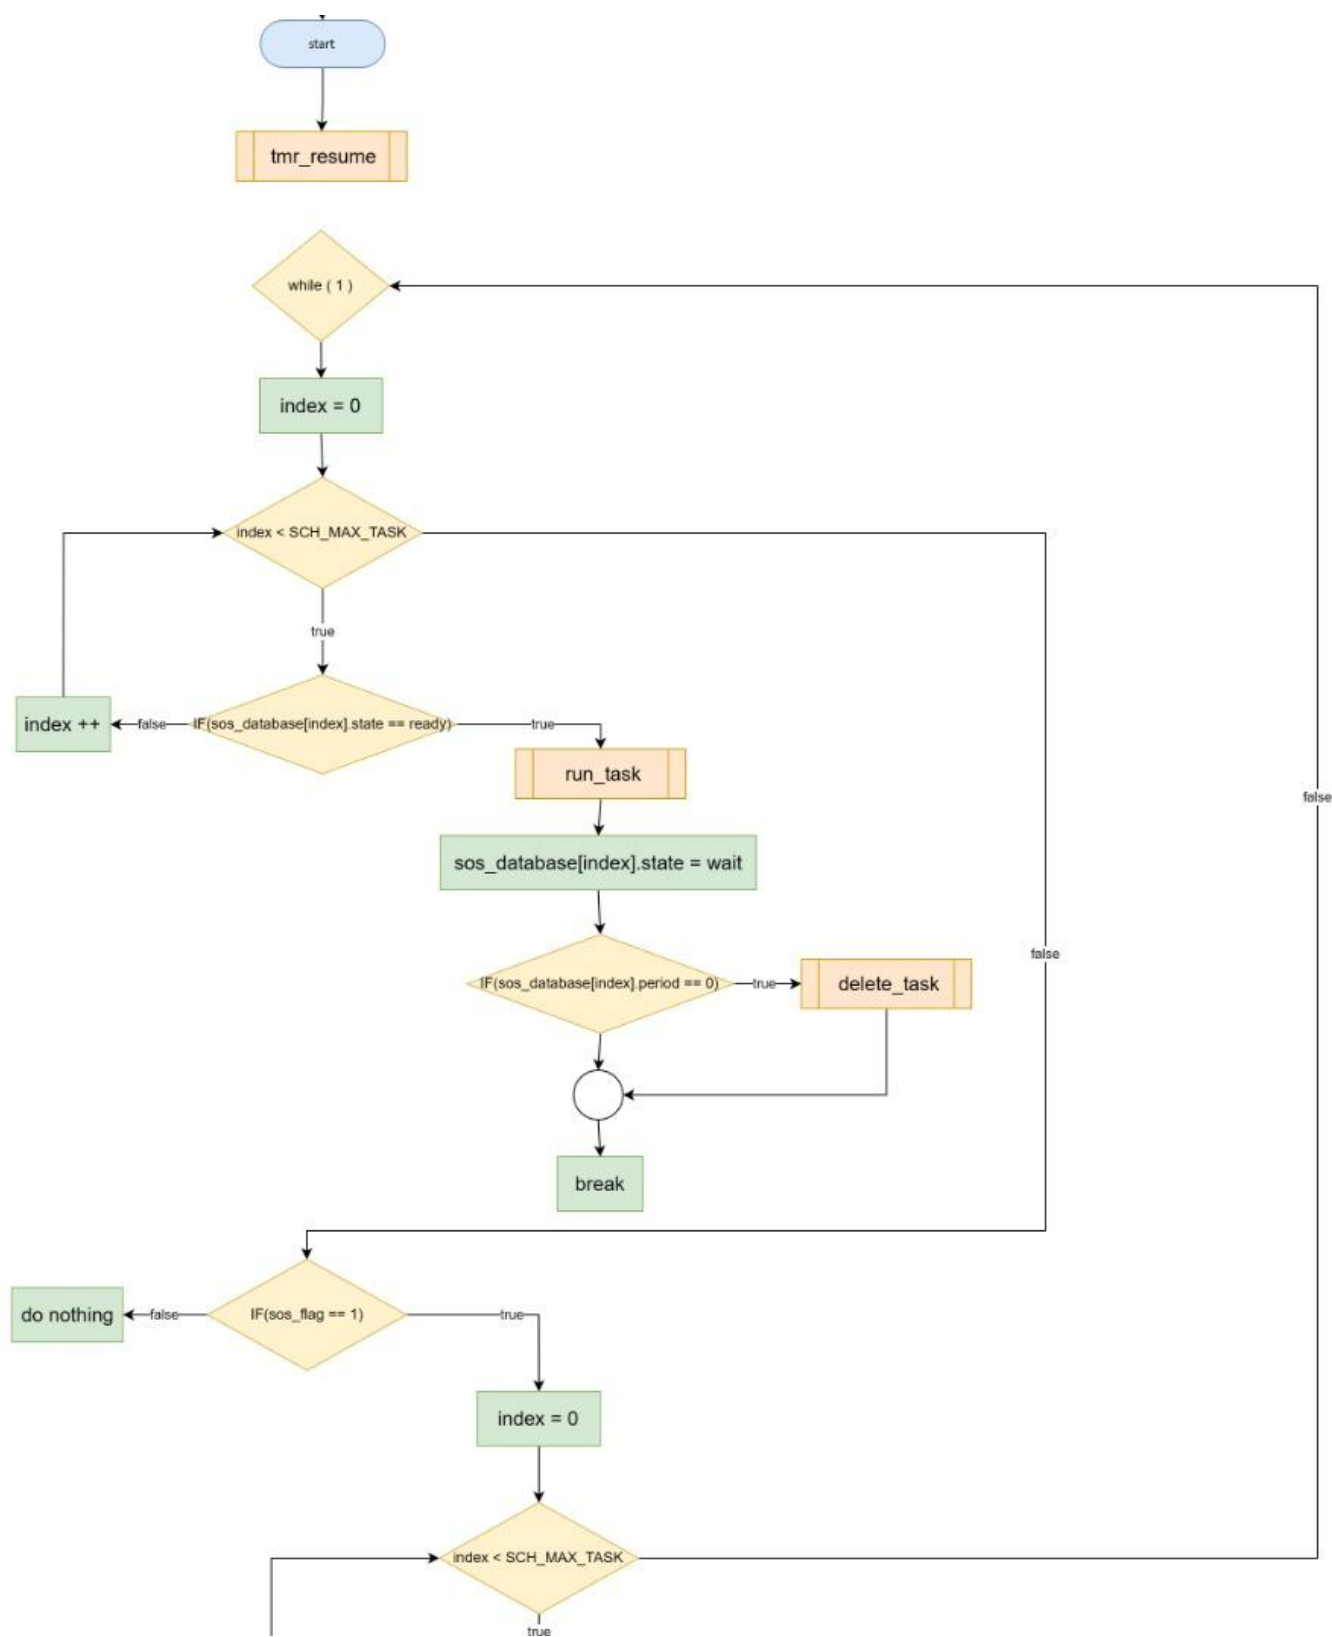 start
tmr_resume
while ( 1 )
index = 0
index < SCH_MAX_TASK
true
index ++
false
IF(sos_database[index].state == ready)
true
run_task
false
sos_database[index].state = wait
false
IF(sos_database[index].period == 0)
true
delete_task
break
do nothing
false
IF(sos_flag == 1)
true
index = 0
index < SCH_MAX_TASK
true